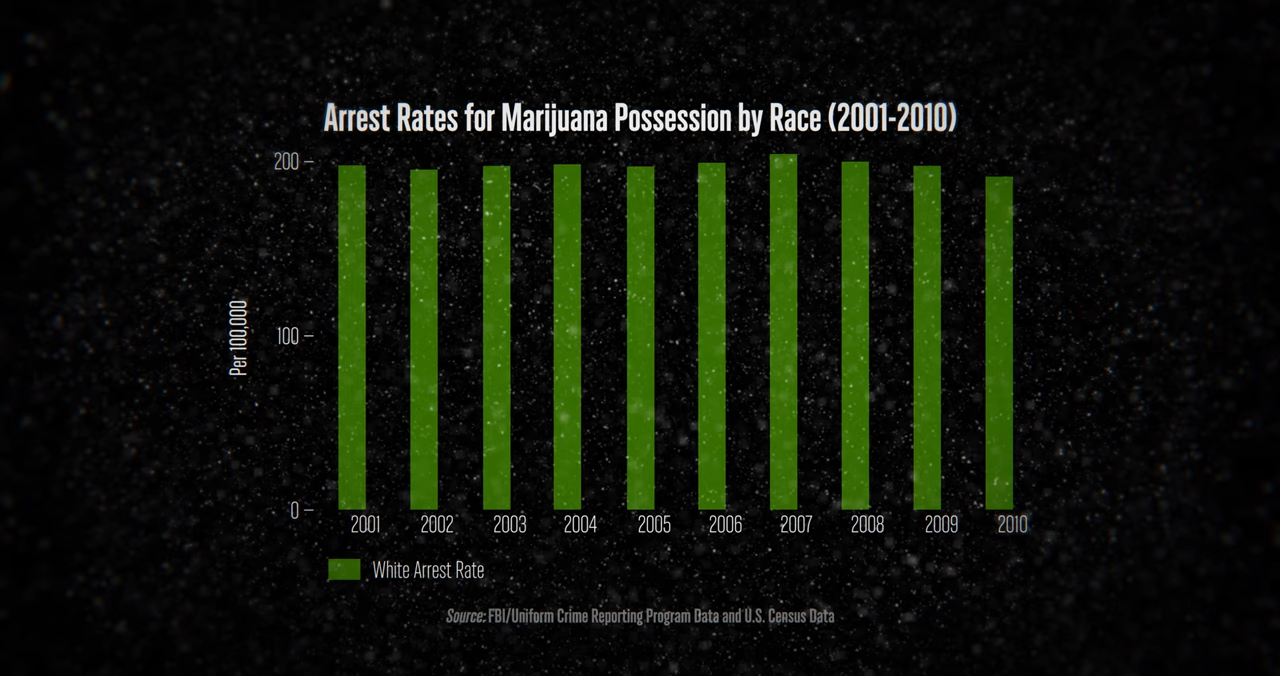 Arrest Rates for Marijuana Possession by Race (2001-2010)
200
100
0
Per 100,000
2001 2002 2003 2004 2005 2006 2007 2008 2009 2010
White Arrest Rate
Source: FBI/Uniform Crime Reporting Program Data and U.S. Census Data